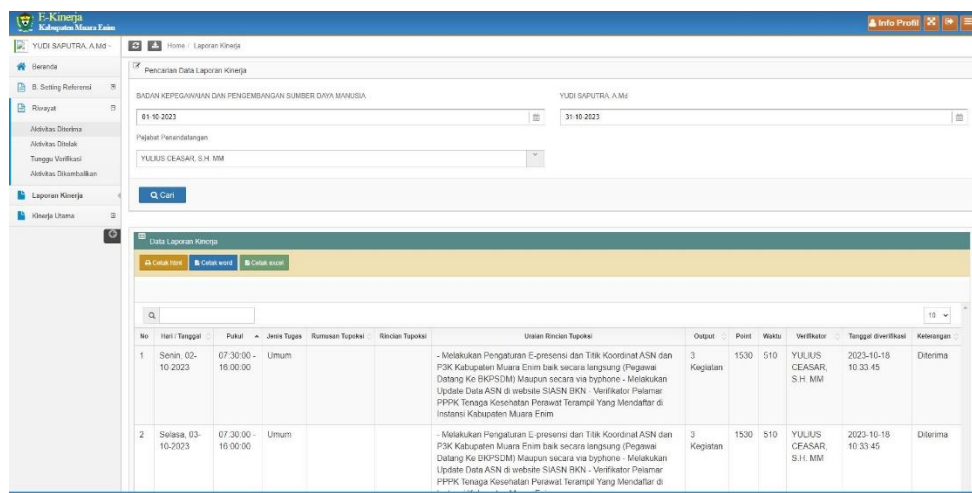 E-Kinerja
Kabupaten Muara Enim
Info Profil
YUDI SAPUTRA, A.Md -
Home / Laporan Kinerja
Beranda
B. Setting Referensi
Riwayat
Aktivitas Diterima
Aktivitas Ditolak
Tunggu Verifikasi
Aktivitas Dikembalikan
Laporan Kinerja
Kinerja Utama
Pencarian Data Laporan Kinerja
BADAN KEPEGAWAIAN DAN PENGEMBANGAN SUMBER DAYA MANUSIA
YUDI SAPUTRA, A.Md
01-10-2023
31-10-2023
Pejabat Penandatangan
YULIUS CEASAR, S.H. MM
Cari
Data Laporan Kinerja
Cetak html Cetak word Cetak excel
10
No Hari / Tanggal Pukul Jenis Tugas Rumusan Tupoksi Rincian Tupoksi Uraian Rincian Tupoksi Output Point Waktu Verifikator Tanggal diverifikasi Keterangan
1 Senin, 02- 07:30:00 - Umum - Melakukan Pengaturan E-presensi dan Titik Koordinat ASN dan 3 1530 510 YULIUS 2023-10-18 Diterima
10-2023 16:00:00 P3K Kabupaten Muara Enim baik secara langsung (Pegawai Kegiatan CEASAR, 10:33:45
Datang Ke BKPSDM) Maupun secara via byphone - Melakukan S.H. MM
Update Data ASN di website SIASN BKN - Verifikator Pelamar
PPPK Tenaga Kesehatan Perawat Terampil Yang Mendaftar di
Instansi Kabupaten Muara Enim
2 Selasa, 03- 07:30:00 - Umum - Melakukan Pengaturan E-presensi dan Titik Koordinat ASN dan 3 1530 510 YULIUS 2023-10-18 Diterima
10-2023 16:00:00 P3K Kabupaten Muara Enim baik secara langsung (Pegawai Kegiatan CEASAR, 10:33:45
Datang Ke BKPSDM) Maupun secara via byphone - Melakukan S.H. MM
Update Data ASN di website SIASN BKN - Verifikator Pelamar
PPPK Tenaga Kesehatan Perawat Terampil Yang Mendaftar di